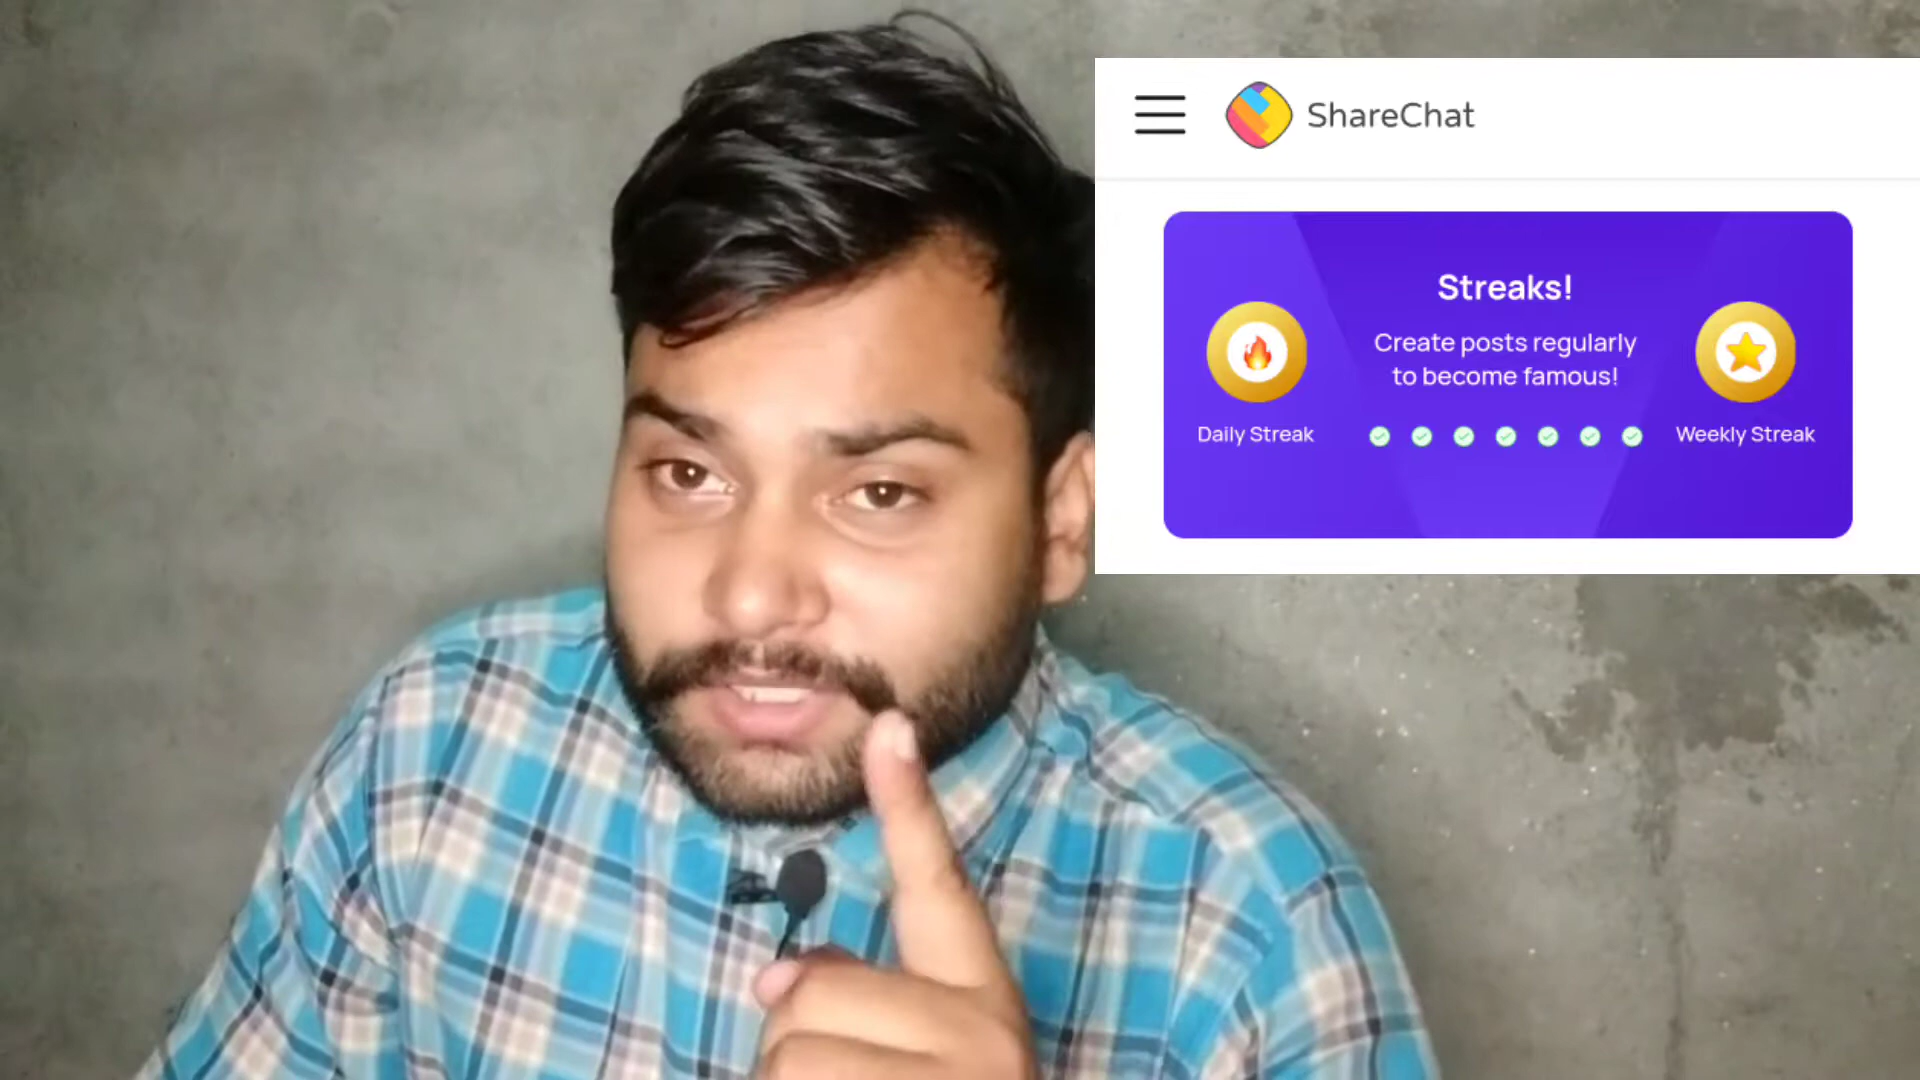 ShareChat
Streaks!
Create posts regularly
to become famous!
Daily Streak
Weekly Streak